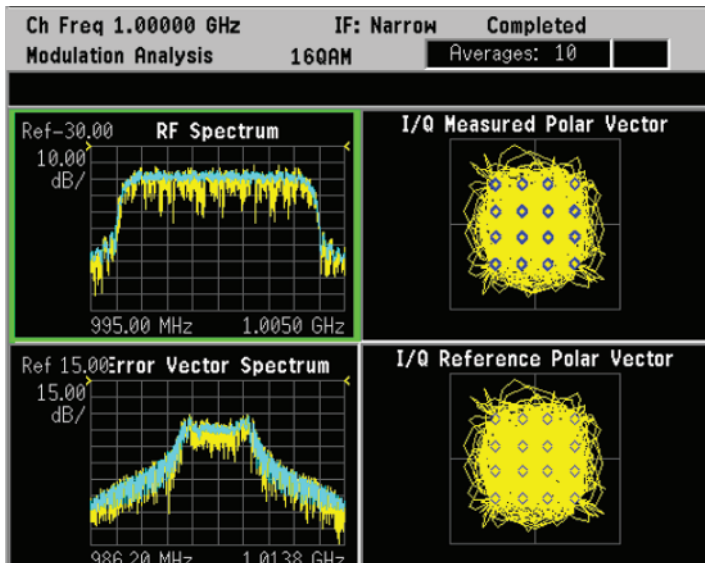 Ch Freq 1.00000 GHz IF: Narrow Completed
Modulation Analysis 16QAM Averages: 10
Ref-30.00 RF Spectrum
10.00
dB/
995.00 MHz 1.0050 GHz
I/Q Measured Polar Vector
Ref 15.00 Error Vector Spectrum
15.00
dB/
986.20 MHz 1.0138 GHz
I/Q Reference Polar Vector